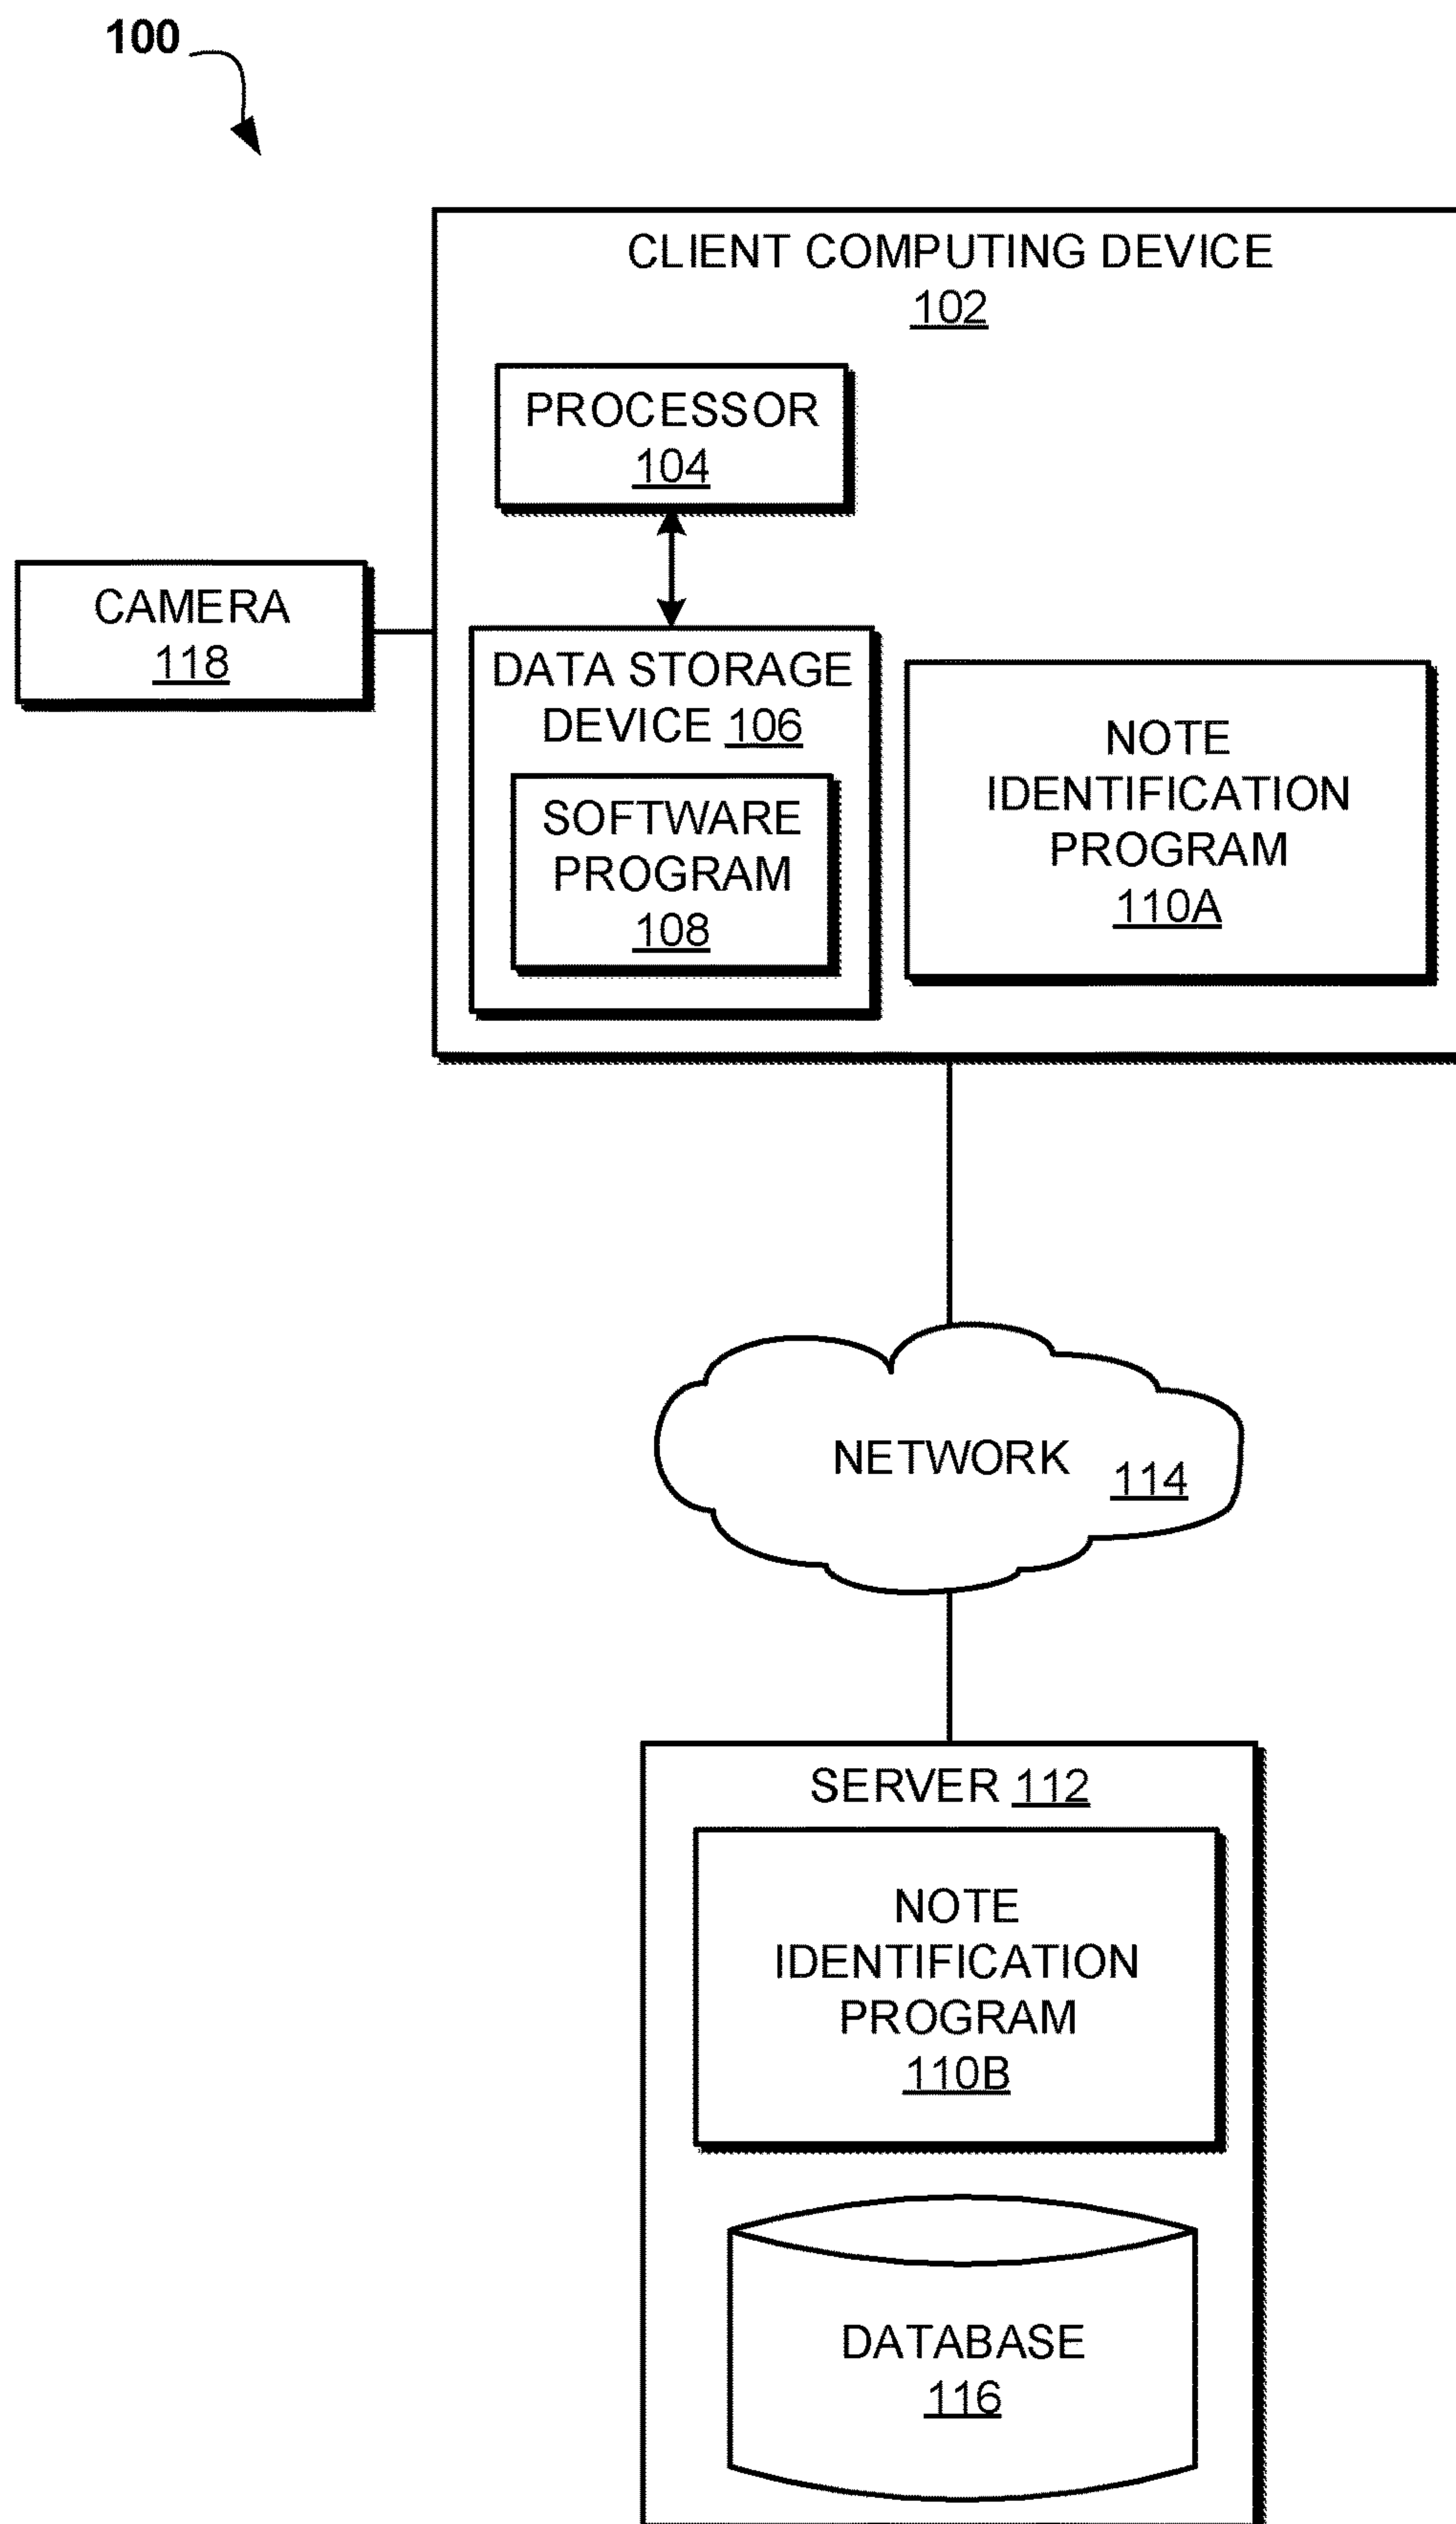 100
CLIENT COMPUTING DEVICE
102
PROCESSOR
104
CAMERA
118
DATA STORAGE
DEVICE 106
SOFTWARE
PROGRAM
108
NOTE
IDENTIFICATION
PROGRAM
110A
NETWORK 114
SERVER 112
NOTE
IDENTIFICATION
PROGRAM
110B
DATABASE
116